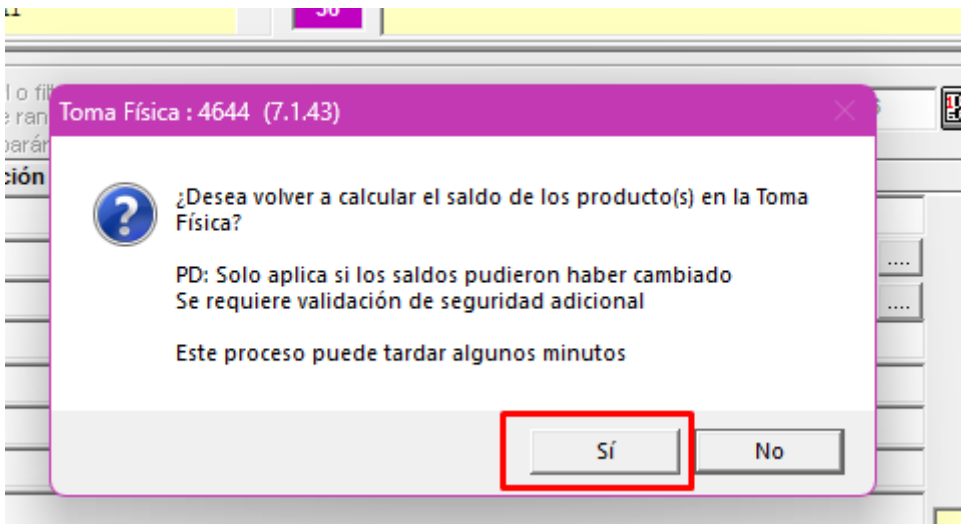 l o fil
Toma Física : 4644 (7.1.43)
ción
¿Desea volver a calcular el saldo de los producto(s) en la Toma
Física?
PD: Solo aplica si los saldos pudieron haber cambiado
Se requiere validación de seguridad adicional
Este proceso puede tardar algunos minutos
....
....
Sí
No